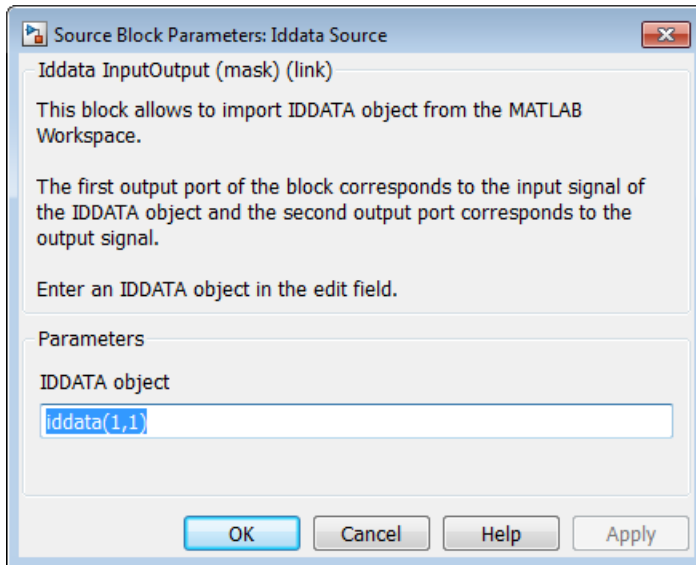 Source Block Parameters: Iddata Source
Iddata InputOutput (mask) (link)
This block allows to import IDDATA object from the MATLAB
Workspace.
The first output port of the block corresponds to the input signal of
the IDDATA object and the second output port corresponds to the
output signal.
Enter an IDDATA object in the edit field.
Parameters
IDDATA object
iddata(1,1)
OK Cancel Help Apply